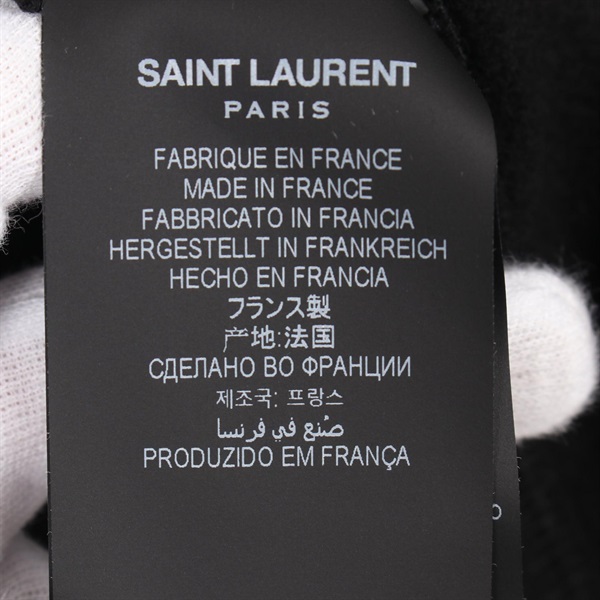 SAINT LAURENT
PARIS
FABRIQUE EN FRANCE
MADE IN FRANCE
FABBRICATO IN FRANCIA
HERGESTELLT IN FRANKREICH
HECHO EN FRANCIA
フランス製
产地:法国
СДЕЛАНО ВО ФРАНЦИИ
제조국: 프랑스
صُنع في فرنسا
PRODUZIDO EM FRANÇA